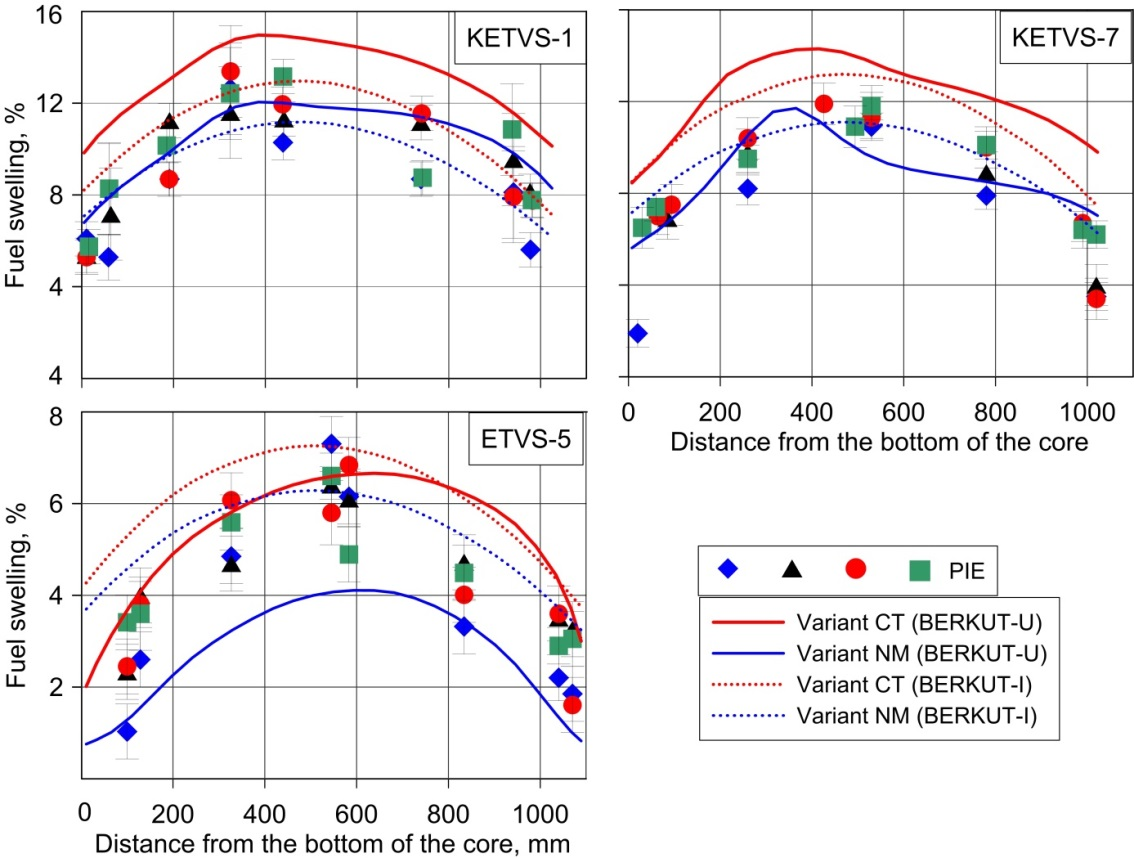 16
12
8
4
4
Fuel swelling, %
KETVS-1
KETVS-7
0 200 400 600 800 1000
Distance from the bottom of the core
8
6
4
2
Fuel swelling, %
ETVS-5
0 200 400 600 800 1000
Distance from the bottom of the core, mm
PIE
Variant CT (BERKUT-U)
Variant NM (BERKUT-U)
Variant CT (BERKUT-I)
Variant NM (BERKUT-I)